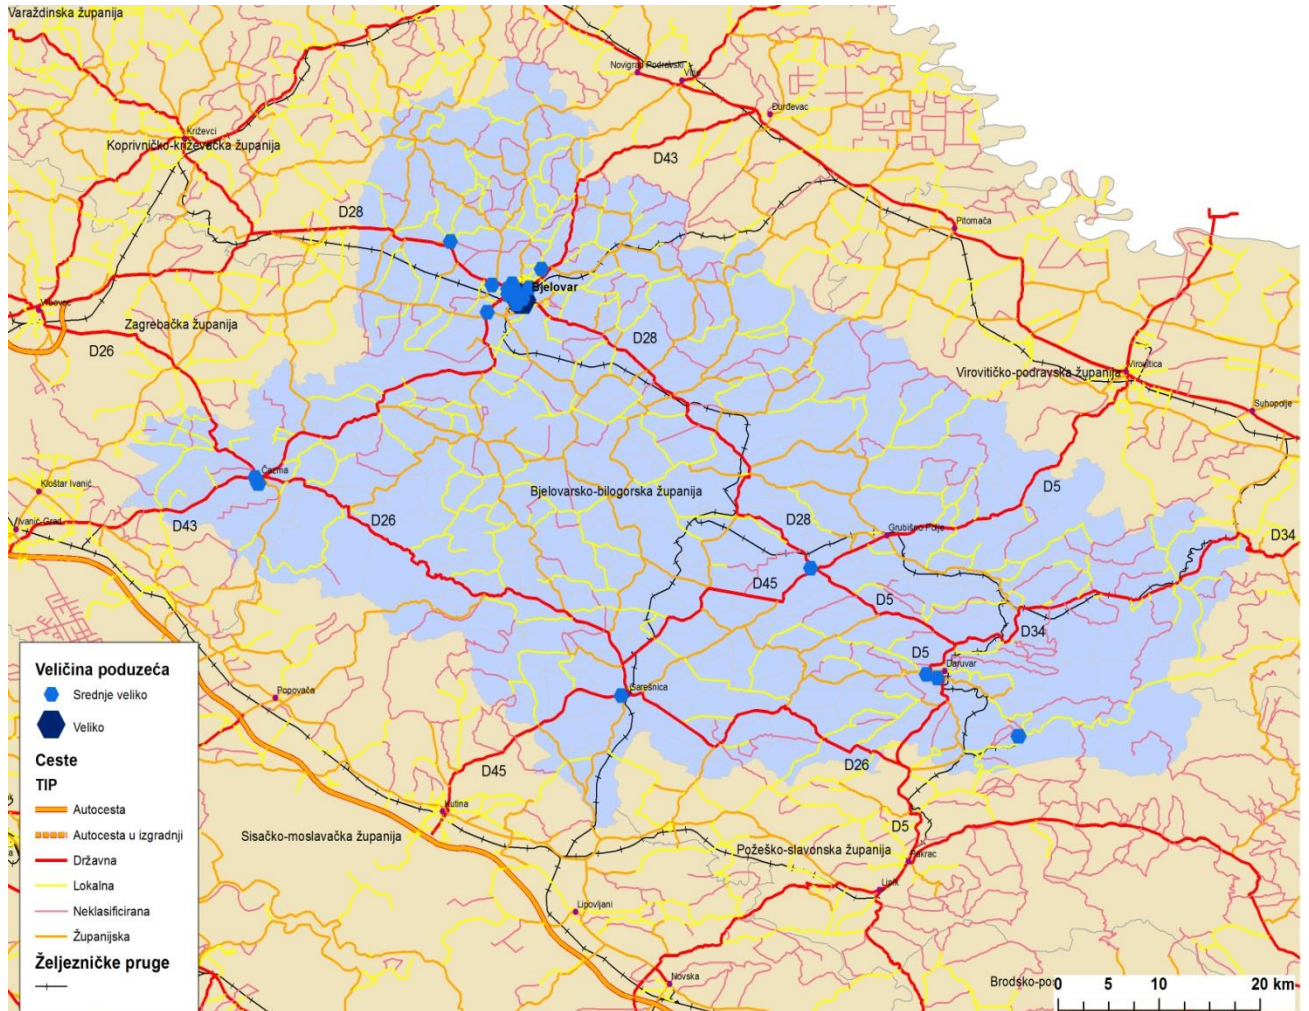 Varaždinska županija
Novigrad Podravski
Virje
Đurđevac
Križevci
Koprivničko-križevačka županija
D43
D28
Pitomača
Bjelovar
Vrbovec
Zagrebačka županija
D26
D28
Virovitičko-podravska županija
Virovitica
Suhopolje
Čazma
Kloštar Ivanić
Bjelovarsko-bilogorska županija
D5
Ivanić-Grad
D43
D26
D28
Grubišno Polje
D34
D45
D5
D34
D5
Daruvar
Garešnica
Popovača
D45
D26
Kutina
Sisačko-moslavačka županija
D5
Požeško-slavonska županija
Pakrac
Lipik
Lipovljani
Novska
Brodsko-po
Veličina poduzeća
Srednje veliko
Veliko
Ceste
TIP
Autocesta
Autocesta u izgradnji
Državna
Lokalna
Neklasificirana
Županijska
Željezničke pruge
0 5 10 20 km